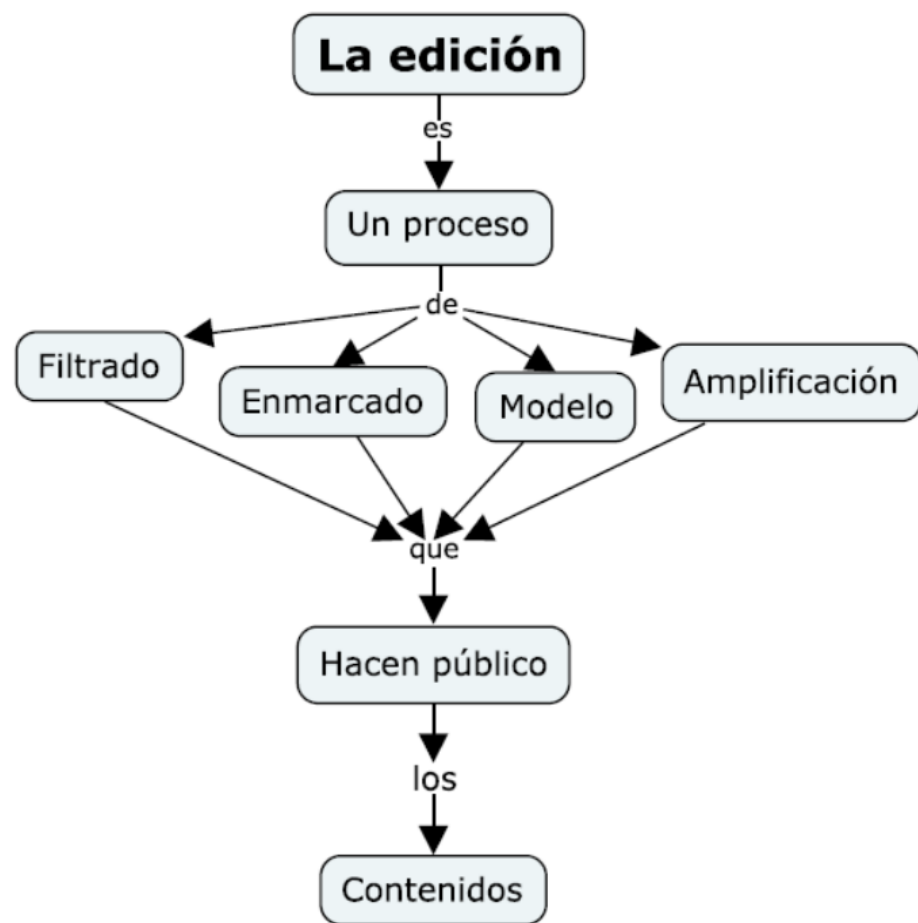 La edición
es
Un proceso
de
Filtrado
Enmarcado
Modelo
Amplificación
que
Hacen público
los
Contenidos